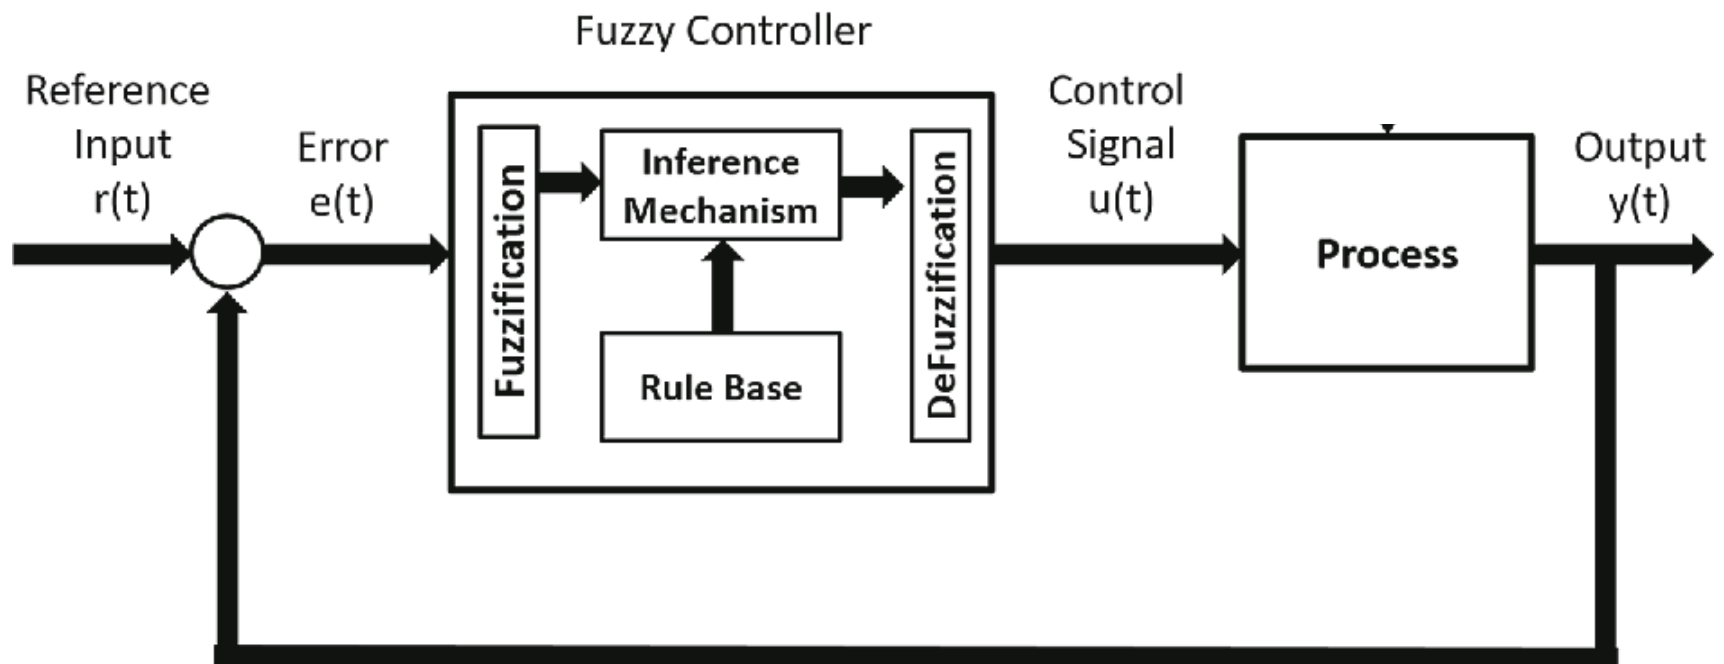 Fuzzy Controller
Reference
Input
r(t)
Error
e(t)
Fuzzification
Inference
Mechanism
Rule Base
DeFuzzification
Control
Signal
u(t)
Process
Output
y(t)